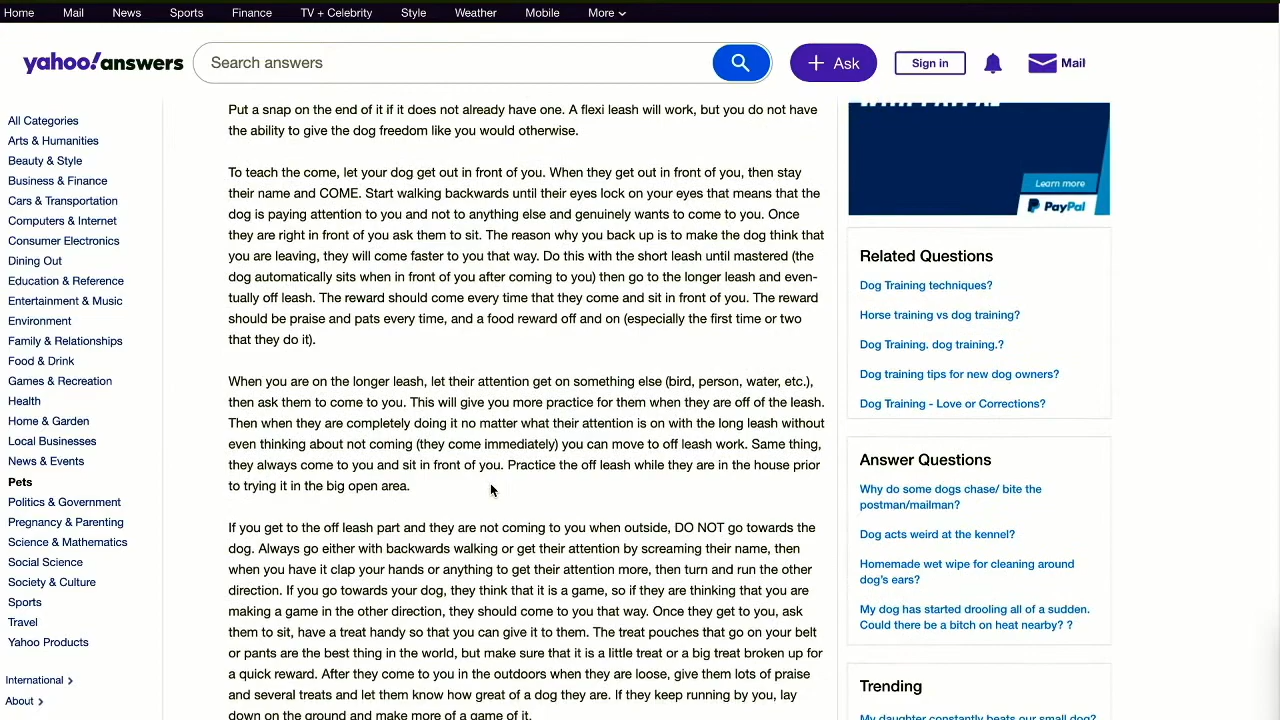 Home Mail News Sports Finance TV + Celebrity Style Weather Mobile More
yahoo!answers Search answers + Ask Sign in Mail
All Categories
Arts & Humanities
Beauty & Style
Business & Finance
Cars & Transportation
Computers & Internet
Consumer Electronics
Dining Out
Education & Reference
Entertainment & Music
Environment
Family & Relationships
Food & Drink
Games & Recreation
Health
Home & Garden
Local Businesses
News & Events
Pets
Politics & Government
Pregnancy & Parenting
Science & Mathematics
Social Science
Society & Culture
Sports
Travel
Yahoo Products
International
About
Put a snap on the end of it if it does not already have one. A flexi leash will work, but you do not have
the ability to give the dog freedom like you would otherwise.
To teach the come, let your dog get out in front of you. When they get out in front of you, then stay
their name and COME. Start walking backwards until their eyes lock on your eyes that means that the
dog is paying attention to you and not to anything else and genuinely wants to come to you. Once
they are right in front of you ask them to sit. The reason why you back up is to make the dog think that
you are leaving, they will come faster to you that way. Do this with the short leash until mastered (the
dog automatically sits when in front of you after coming to you) then go to the longer leash and even-
tually off leash. The reward should come every time that they come and sit in front of you. The reward
should be praise and pats every time, and a food reward off and on (especially the first time or two
that they do it).
When you are on the longer leash, let their attention get on something else (bird, person, water, etc.),
then ask them to come to you. This will give you more practice for them when they are off of the leash.
Then when they are completely doing it no matter what their attention is on with the long leash without
even thinking about not coming (they come immediately) you can move to off leash work. Same thing,
they always come to you and sit in front of you. Practice the off leash while they are in the house prior
to trying it in the big open area.
If you get to the off leash part and they are not coming to you when outside, DO NOT go towards the
dog. Always go either with backwards walking or get their attention by screaming their name, then
when you have it clap your hands or anything to get their attention more, then turn and run the other
direction. If you go towards your dog, they think that it is a game, so if they are thinking that you are
making a game in the other direction, they should come to you that way. Once they get to you, ask
them to sit, have a treat handy so that you can give it to them. The treat pouches that go on your belt
or pants are the best thing in the world, but make sure that it is a little treat or a big treat broken up for
a quick reward. After they come to you in the outdoors when they are loose, give them lots of praise
and several treats and let them know how great of a dog they are. If they keep running by you, lay
down on the ground and make more of a game of it.
WITH PAYPAL
Learn more
PayPal
Related Questions
Dog Training techniques?
Horse training vs dog training?
Dog Training. dog training.?
Dog training tips for new dog owners?
Dog Training - Love or Corrections?
Answer Questions
Why do some dogs chase/ bite the
postman/mailman?
Dog acts weird at the kennel?
Homemade wet wipe for cleaning around
dog's ears?
My dog has started drooling all of a sudden.
Could there be a bitch on heat nearby? ?
Trending
My daughter constantly beats our small dog?